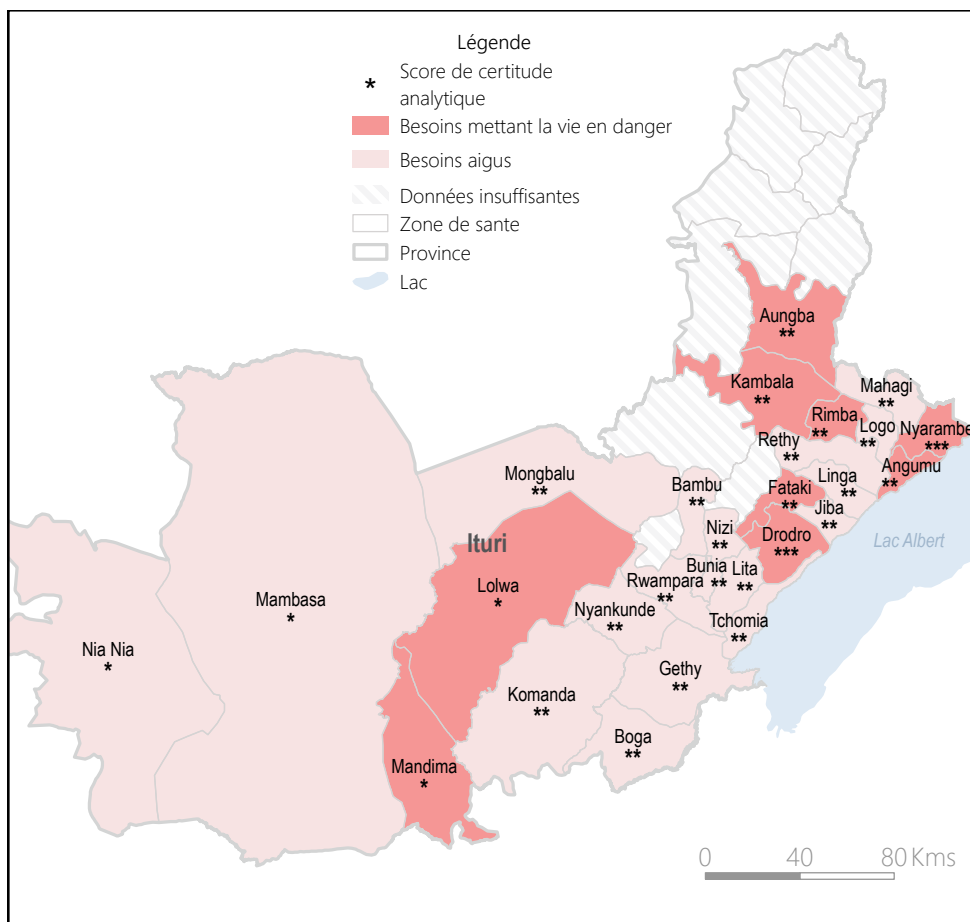 Légende
* Score de certitude
analytique
Besoins mettant la vie en danger
Besoins aigus
Données insuffisantes
Zone de sante
Province
Lac
Aungba
**
Kambala
**
Mahagi
**
Rimba
**
Logo
**
Nyarambe
***
Rethy
**
Angumu
**
Mongbalu
**
Bambu
**
Fataki
**
Linga
**
Jiba
**
Nizi
**
Drodro
***
Lac Albert
Ituri
Lolwa
*
Mambasa
*
Rwampara
**
Bunia
**
Lita
**
Nyankunde
**
Tchomia
**
Nia Nia
*
Gethy
**
Komanda
**
Boga
**
Mandima
*
0 40 80 Kms